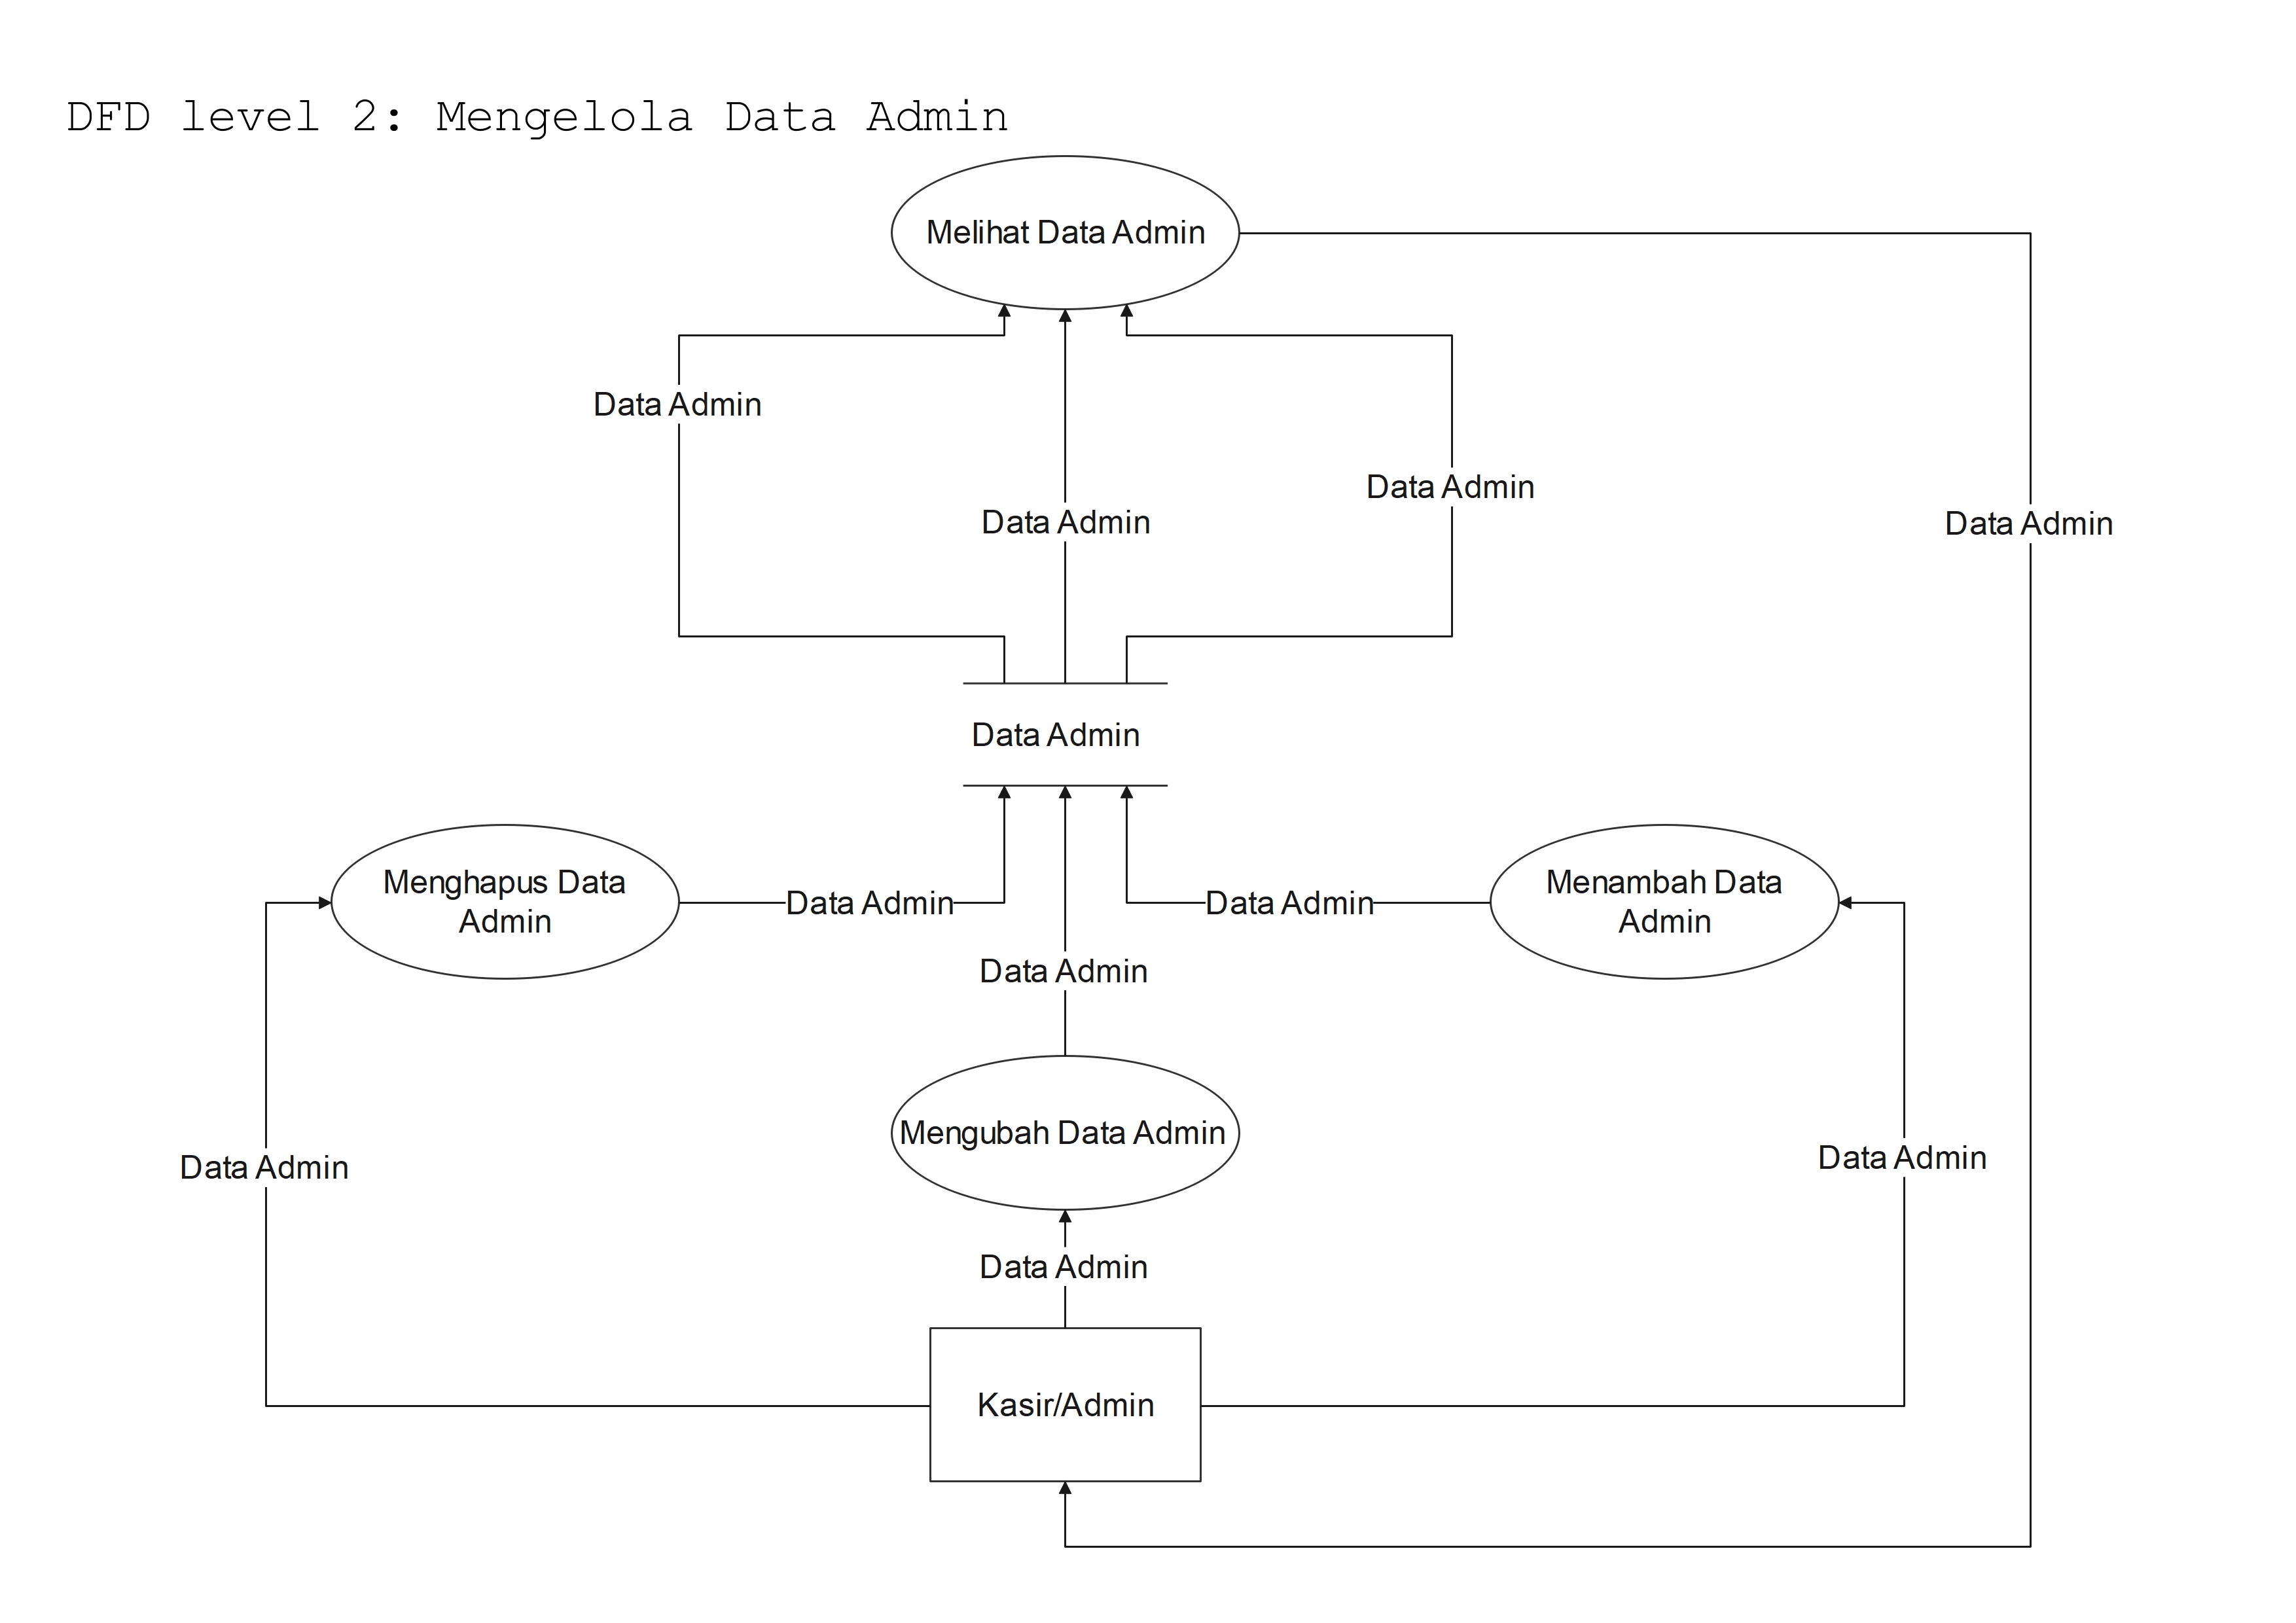 DFD level 2: Mengelola Data Admin
Melihat Data Admin
Data Admin
Data Admin
Data Admin
Data Admin
Data Admin
Menghapus Data
Admin
Data Admin
Data Admin
Menambah Data
Admin
Data Admin
Mengubah Data Admin
Data Admin
Data Admin
Data Admin
Kasir/Admin